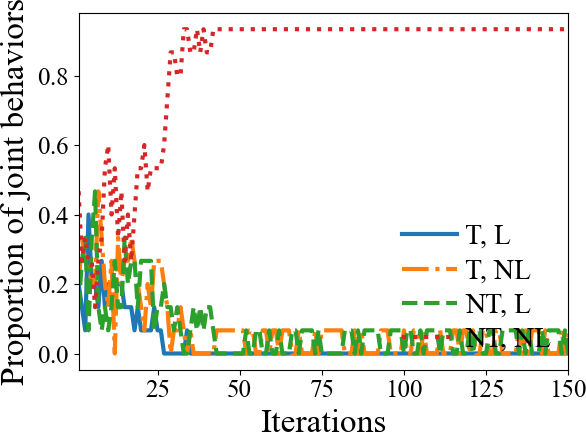 Proportion of joint behaviors
0.8
0.6
0.4
0.2
0.0
T, L
T, NL
NT, L
NT, NL
25
50
75
100
125
150
Iterations